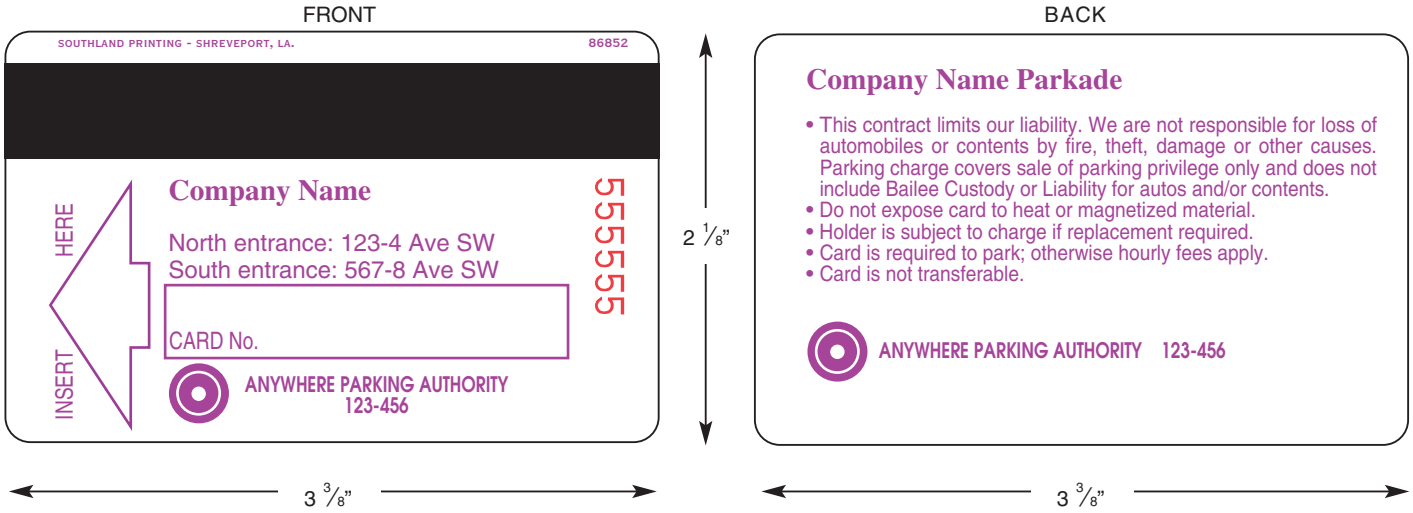 FRONT
SOUTHLAND PRINTING - SHREVEPORT, LA.
86852
Company Name
North entrance: 123-4 Ave SW
South entrance: 567-8 Ave SW
CARD No.
ANYWHERE PARKING AUTHORITY
123-456
INSERT HERE
555555
3 3/8”
2 1/8”
BACK
Company Name Parkade
• This contract limits our liability. We are not responsible for loss of
automobiles or contents by fire, theft, damage or other causes.
Parking charge covers sale of parking privilege only and does not
include Bailee Custody or Liability for autos and/or contents.
• Do not expose card to heat or magnetized material.
• Holder is subject to charge if replacement required.
• Card is required to park; otherwise hourly fees apply.
• Card is not transferable.
ANYWHERE PARKING AUTHORITY 123-456
3 3/8”